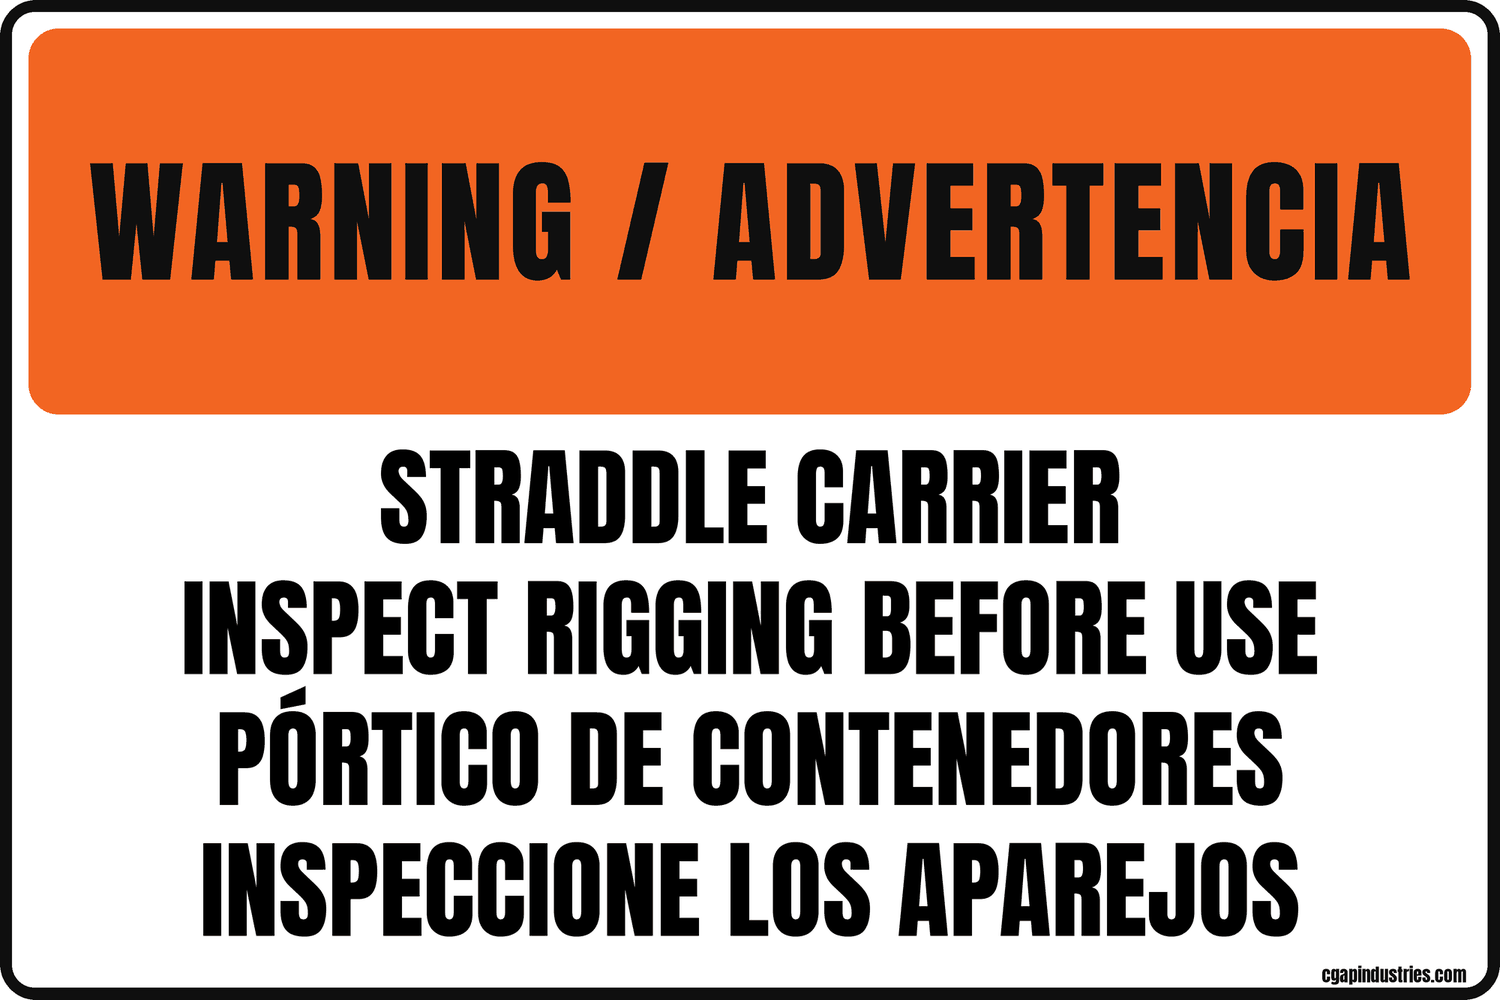 WARNING / ADVERTENCIA
STRADDLE CARRIER
INSPECT RIGGING BEFORE USE
PÓRTICO DE CONTENEDORES
INSPECCIONE LOS APAREJOS
cgapindustries.com